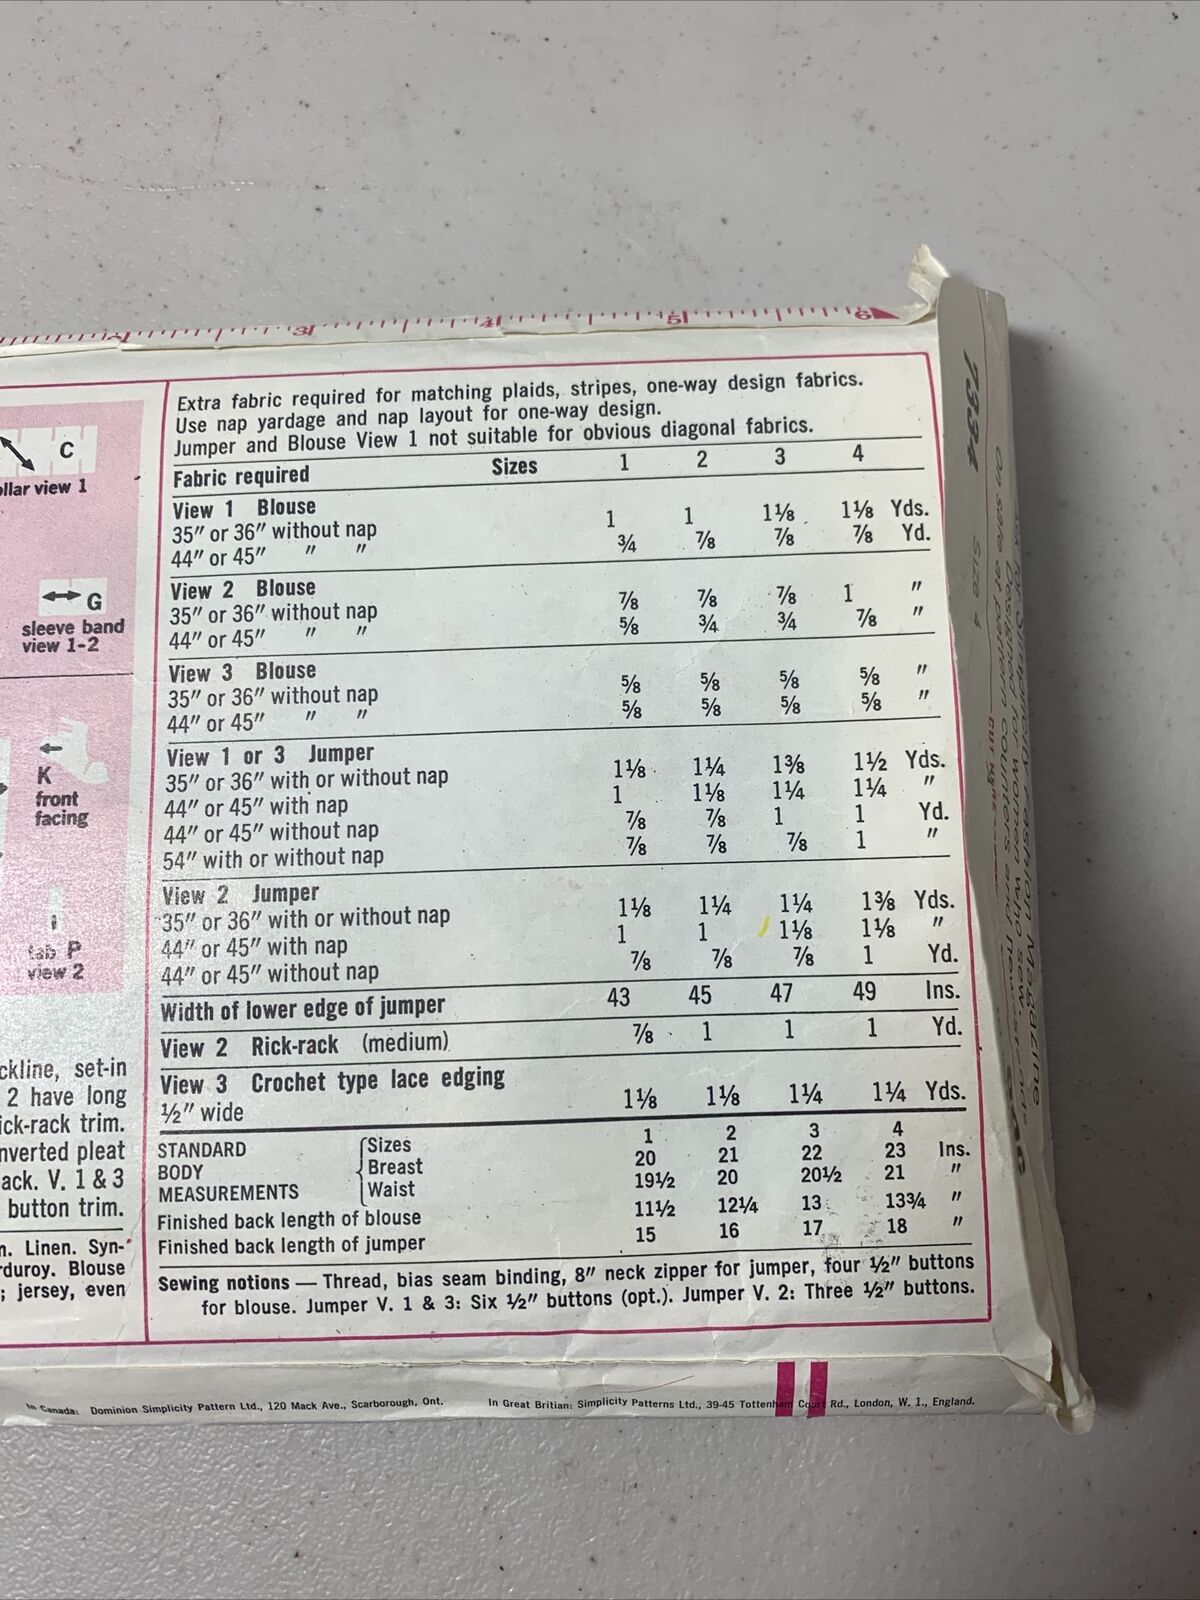 3 4 5 6
Extra fabric required for matching plaids, stripes, one-way design fabrics.
Use nap yardage and nap layout for one-way design.
Jumper and Blouse View 1 not suitable for obvious diagonal fabrics.
Fabric required Sizes 1 2 3 4
View 1 Blouse
35″ or 36″ without nap 1 1 1⅛ 1⅛ Yds.
44″ or 45″ ″ ″ ¾ ⅞ ⅞ ⅞ Yd.
View 2 Blouse
35″ or 36″ without nap ⅞ ⅞ ⅞ 1 ″
44″ or 45″ ″ ″ ⅝ ¾ ¾ ⅞ ″
View 3 Blouse
35″ or 36″ without nap ⅝ ⅝ ⅝ ⅝ ″
44″ or 45″ ″ ″ ⅝ ⅝ ⅝ ⅝ ″
View 1 or 3 Jumper
35″ or 36″ with or without nap 1⅛ 1¼ 1⅜ 1½ Yds.
44″ or 45″ with nap 1 1⅛ 1¼ 1¼ ″
44″ or 45″ without nap ⅞ ⅞ 1 1 Yd.
54″ with or without nap ⅞ ⅞ ⅞ 1 ″
View 2 Jumper
35″ or 36″ with or without nap 1⅛ 1¼ 1¼ 1⅜ Yds.
44″ or 45″ with nap 1 1 1⅛ 1⅛ ″
44″ or 45″ without nap ⅞ ⅞ ⅞ 1 Yd.
Width of lower edge of jumper 43 45 47 49 Ins.
View 2 Rick-rack (medium) ⅞ 1 1 1 Yd.
View 3 Crochet type lace edging
½″ wide 1⅛ 1⅛ 1¼ 1¼ Yds.
STANDARD Sizes 1 2 3 4
BODY Breast 20 21 22 23 Ins.
MEASUREMENTS Waist 19½ 20 20½ 21 ″
Finished back length of blouse 11½ 12¼ 13 13¾ ″
Finished back length of jumper 15 16 17 18 ″
Sewing notions — Thread, bias seam binding, 8″ neck zipper for jumper, four ½″ buttons
for blouse. Jumper V. 1 & 3: Six ½″ buttons (opt.). Jumper V. 2: Three ½″ buttons.
C
ollar view 1
G
sleeve band
view 1-2
K
front
facing
tab P
view 2
ckline, set-in
2 have long
ick-rack trim.
nverted pleat
ack. V. 1 & 3
button trim.
n. Linen. Syn-
rduroy. Blouse
; jersey, even
In Canada: Dominion Simplicity Pattern Ltd., 120 Mack Ave., Scarborough, Ont. In Great Britian: Simplicity Patterns Ltd., 39-45 Tottenham Court Rd., London, W. 1., England.
7394
SIZE 4
Fashion Magazine
Designed for women who sew.
On sale at pattern counters and
CUT HERE